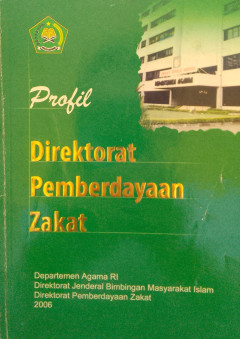 Profil
Direktorat
Pemberdayaan
Zakat
Departemen Agama RI
Direktorat Jenderal Bimbingan Masyarakat Islam
Direktorat Pemberdayaan Zakat
2006